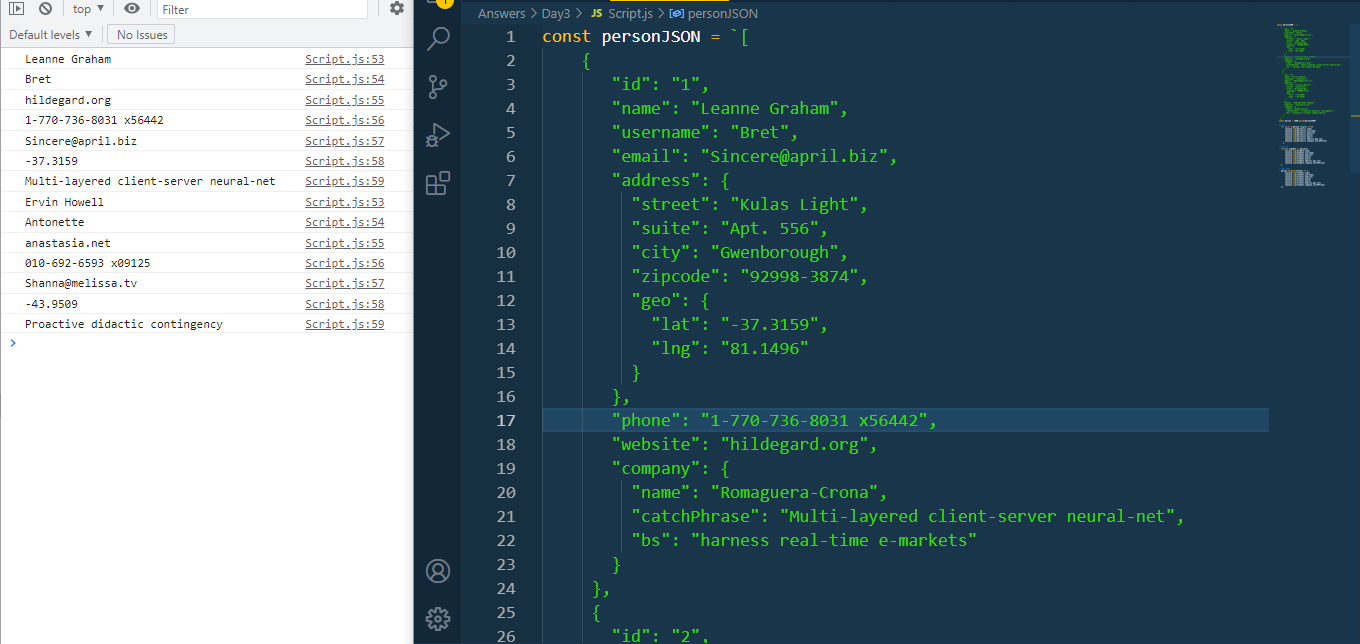 top ▼
Filter
Default levels ▼
No Issues
Leanne Graham Script.js:53
Bret Script.js:54
hildegard.org Script.js:55
1-770-736-8031 x56442 Script.js:56
Sincere@april.biz Script.js:57
-37.3159 Script.js:58
Multi-layered client-server neural-net Script.js:59
Ervin Howell Script.js:53
Antonette Script.js:54
anastasia.net Script.js:55
010-692-6593 x09125 Script.js:56
Shanna@melissa.tv Script.js:57
-43.9509 Script.js:58
Proactive didactic contingency Script.js:59
>
1
Answers > Day3 > JS Script.js > personJSON
1 const personJSON = `[
2 {
3 "id": "1",
4 "name": "Leanne Graham",
5 "username": "Bret",
6 "email": "Sincere@april.biz",
7 "address": {
8 "street": "Kulas Light",
9 "suite": "Apt. 556",
10 "city": "Gwenborough",
11 "zipcode": "92998-3874",
12 "geo": {
13 "lat": "-37.3159",
14 "lng": "81.1496"
15 }
16 },
17 "phone": "1-770-736-8031 x56442",
18 "website": "hildegard.org",
19 "company": {
20 "name": "Romaguera-Crona",
21 "catchPhrase": "Multi-layered client-server neural-net",
22 "bs": "harness real-time e-markets"
23 }
24 },
25 {
26 "id": "2",